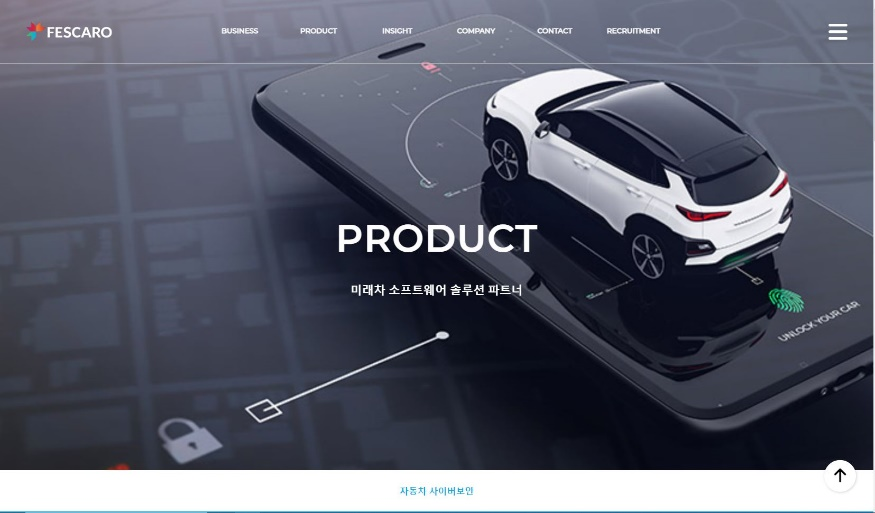 FESCARO
BUSINESS PRODUCT INSIGHT COMPANY CONTACT RECRUITMENT
PRODUCT
미래차 소프트웨어 솔루션 파트너
UNLOCK YOUR CAR
자동차 사이버보안